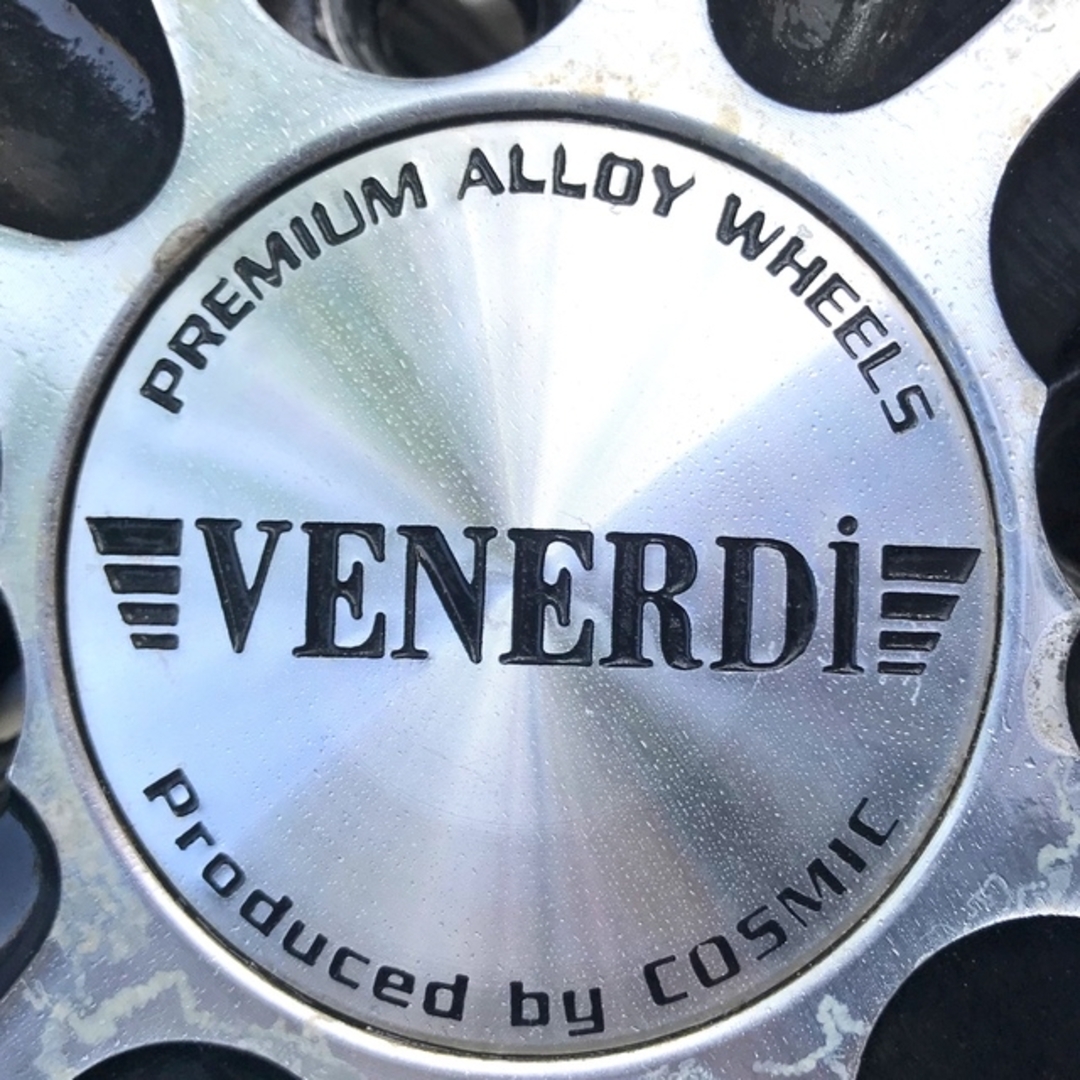 PREMIUM ALLOY WHEELS
VENERDi
Produced by COSMIC